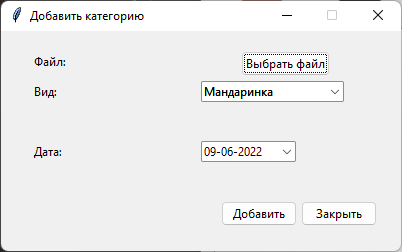 Добавить категорию
Файл: Выбрать файл
Вид: Мандаринка
Дата: 09-06-2022
Добавить Закрыть